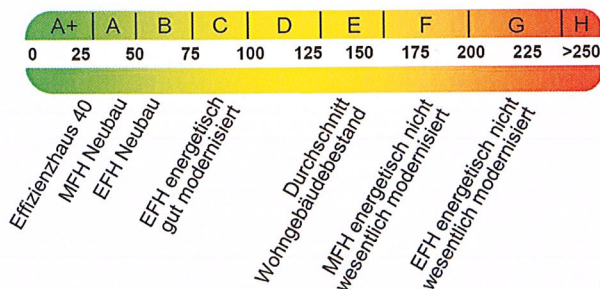 A+ A B C D E F G H
0 25 50 75 100 125 150 175 200 225 >250
Effizienzhaus 40
MFH Neubau
EFH Neubau
EFH energetisch
gut modernisiert
Durchschnitt
Wohngebäudebestand
MFH energetisch nicht
wesentlich modernisiert
EFH energetisch nicht
wesentlich modernisiert